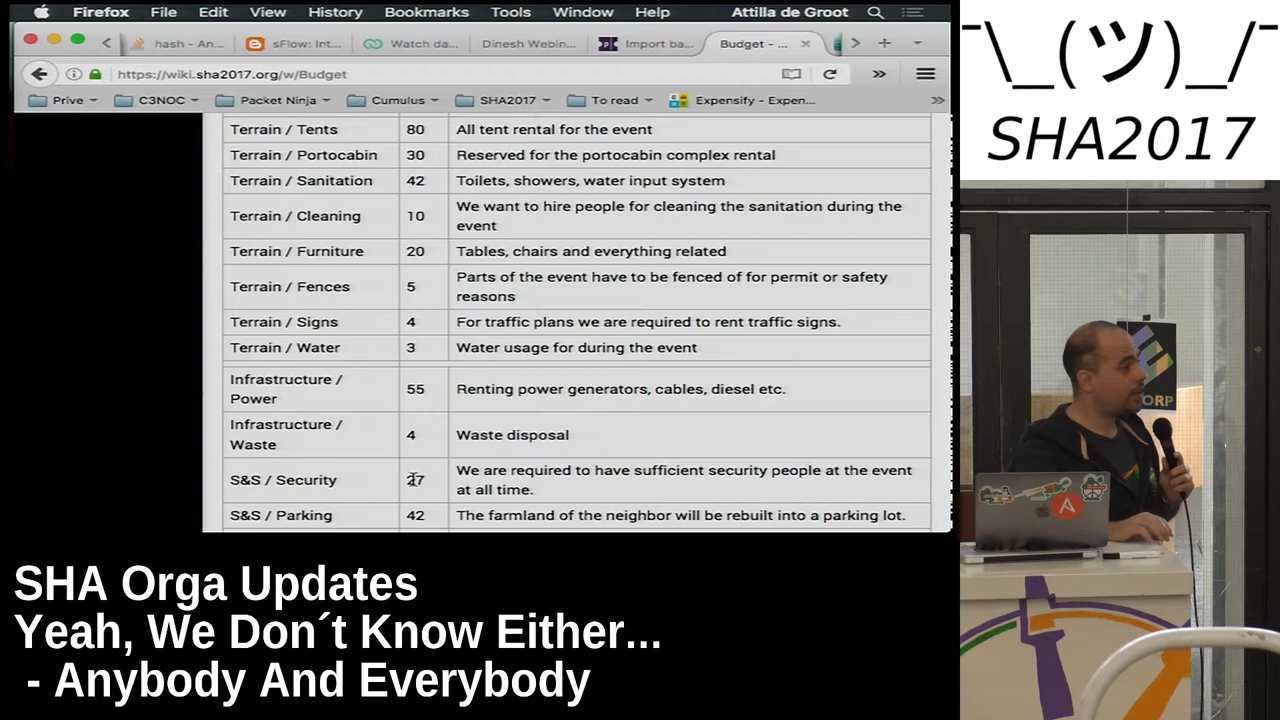 Firefox File Edit View History Bookmarks Tools Window Help Attilla de Groot
hash - An... sFlow: Int... Watch da... Dinesh Webin... Import ba... Budget - ...
https://wiki.sha2017.org/w/Budget
Prive C3NOC Packet Ninja Cumulus SHA2017 To read Expensify - Expen...
Terrain / Tents 80 All tent rental for the event
Terrain / Portocabin 30 Reserved for the portocabin complex rental
Terrain / Sanitation 42 Toilets, showers, water input system
Terrain / Cleaning 10 We want to hire people for cleaning the sanitation during the
event
Terrain / Furniture 20 Tables, chairs and everything related
Terrain / Fences 5 Parts of the event have to be fenced of for permit or safety
reasons
Terrain / Signs 4 For traffic plans we are required to rent traffic signs.
Terrain / Water 3 Water usage for during the event
Infrastructure /
Power 55 Renting power generators, cables, diesel etc.
Infrastructure /
Waste 4 Waste disposal
S&S / Security 27 We are required to have sufficient security people at the event
at all time.
S&S / Parking 42 The farmland of the neighbor will be rebuilt into a parking lot.
¯\_(ツ)_/¯
SHA2017
ORP
SHA Orga Updates
Yeah, We Don´t Know Either...
- Anybody And Everybody